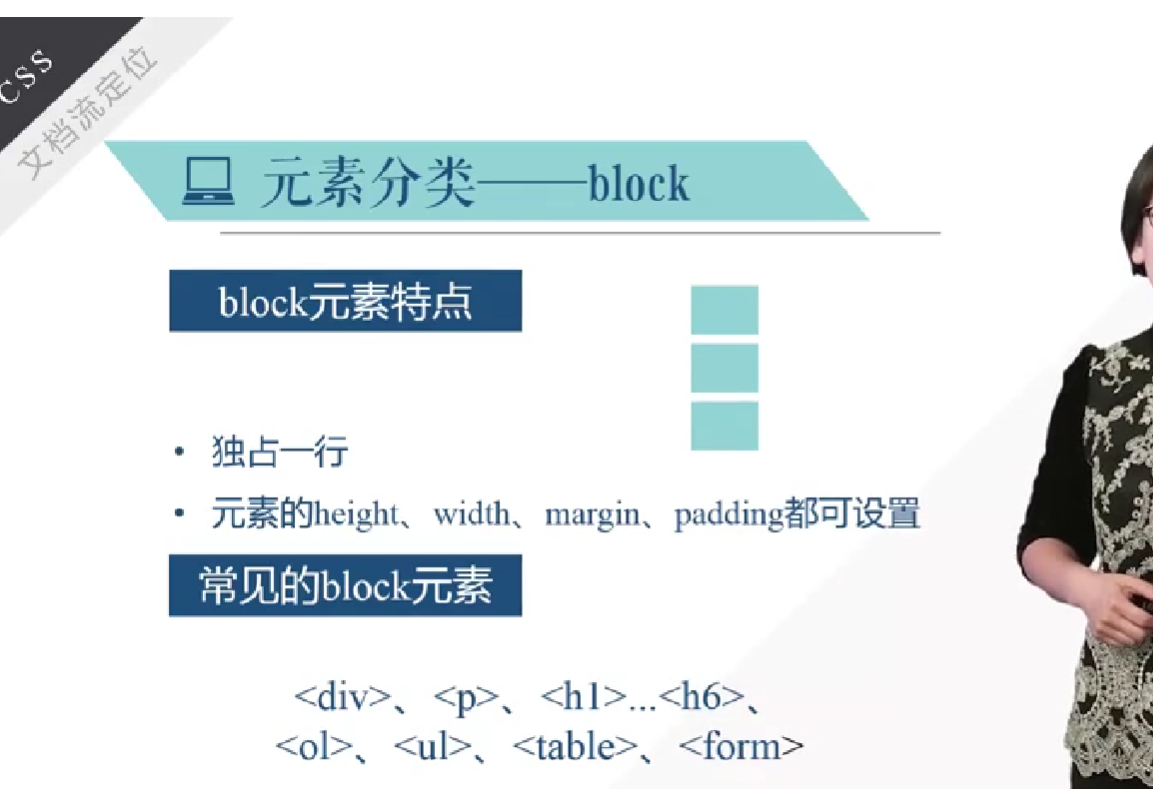 CSS
文档流定位
元素分类——block
block元素特点
• 独占一行
• 元素的height、width、margin、padding都可设置
常见的block元素
<div>、<p>、<h1>...<h6>、
<ol>、<ul>、<table>、<form>